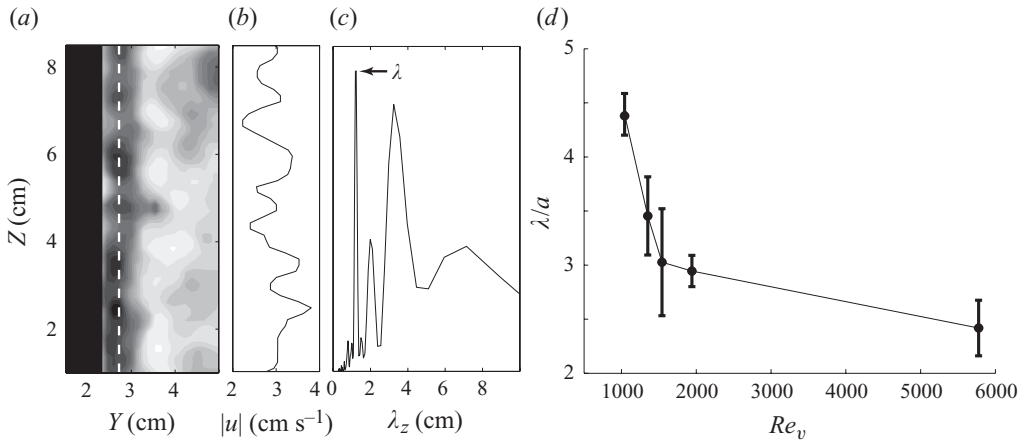 (a) (b) (c) (d)
8
6
4
2
Z (cm)
2 4
Y (cm)
2 3 4
|u| (cm s⁻¹)
λ
0 2 4 6 8
λz (cm)
5
4
3
2
λ/a
1000 2000 3000 4000 5000 6000
Rev